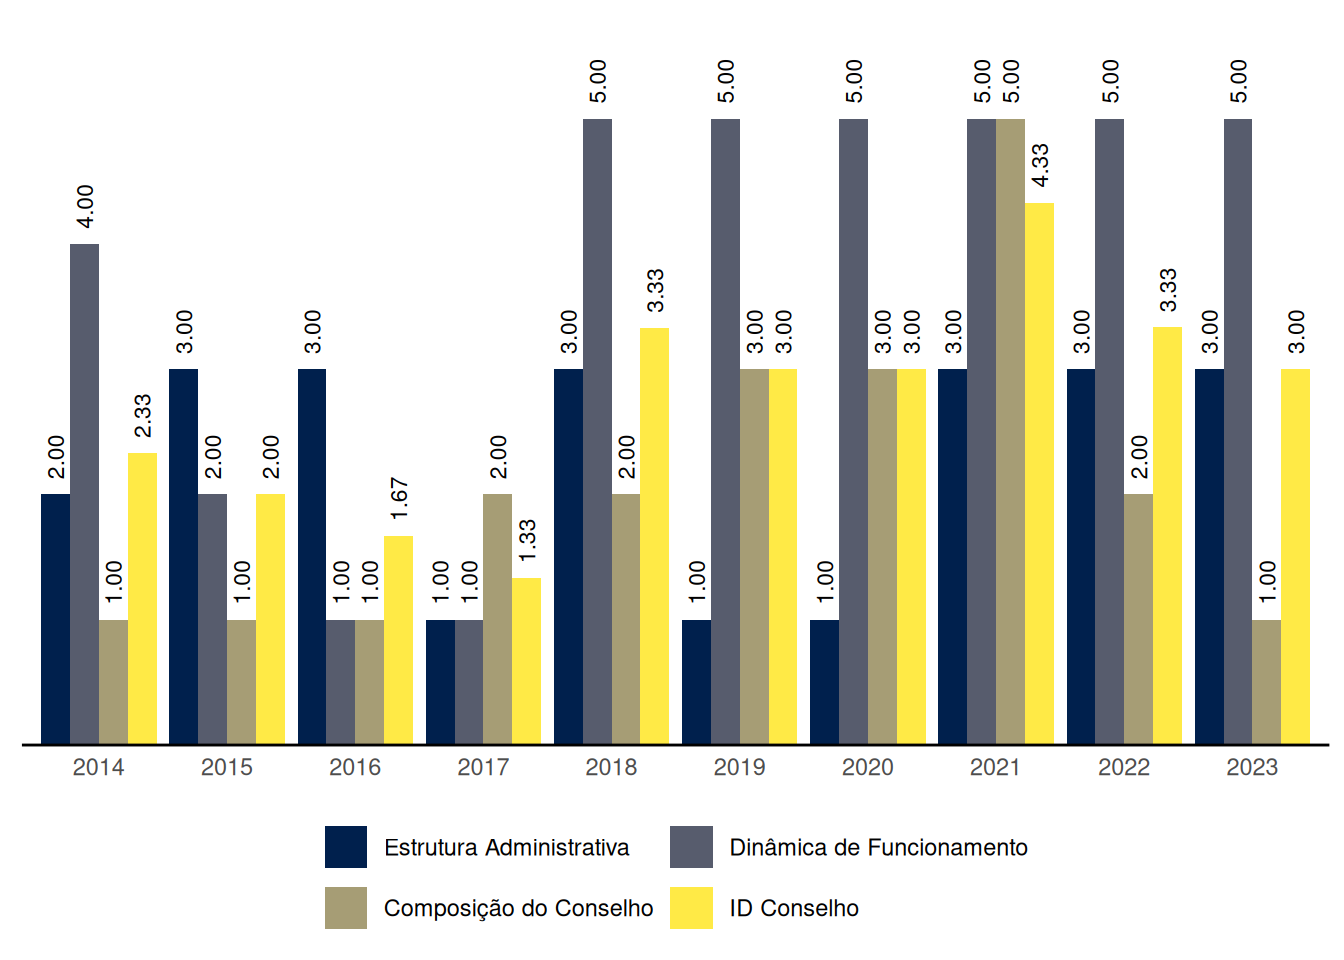 5.00 5.00 5.00 5.00 5.00 5.00 5.00
4.33
4.00
3.33 3.33
3.00 3.00 3.00 3.00 3.00 3.00 3.00 3.00 3.00 3.00 3.00
2.33
2.00 2.00 2.00 2.00 2.00 2.00
1.67
1.33
1.00 1.00 1.00 1.00 1.00 1.00 1.00 1.00 1.00
2014 2015 2016 2017 2018 2019 2020 2021 2022 2023
Estrutura Administrativa Dinâmica de Funcionamento
Composição do Conselho ID Conselho